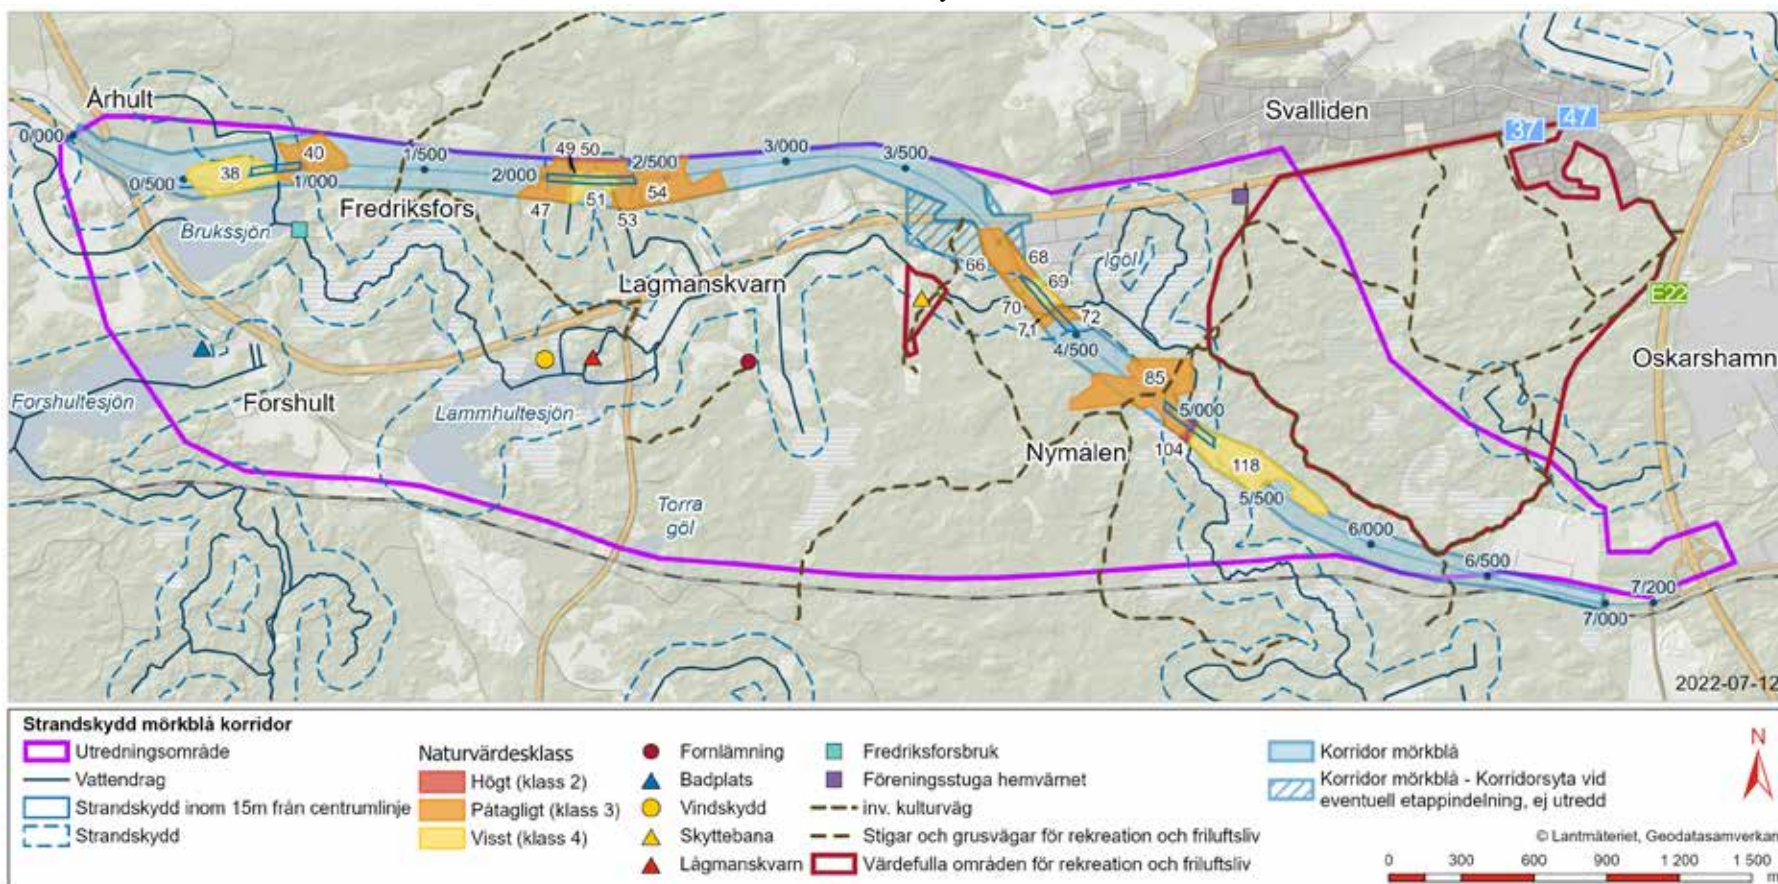 Århult
Svalliden
37
47
0/000
40
49 50
1/500
2/000
2/500
3/000
3/500
0/500
38
1/000
47
51
54
53
Fredriksfors
Brukssjön
Lagmanskvarn
66
68
69
70
71
72
Igöll
E22
4/500
Oskarshamn
Forshultesjön
Forshult
Lammhultesjön
85
5/000
Nymålen
104
118
5/500
Torra
göl
6/000
6/500
7/000
7/200
2022-07-12
Strandskydd mörkblå korridor
Utredningsområde
Vattendrag
Strandskydd inom 15m från centrumlinje
Strandskydd
Naturvärdesklass
Högt (klass 2)
Påtagligt (klass 3)
Visst (klass 4)
Fornlämning
Badplats
Vindskydd
Skyttebana
Lågmanskvarn
Fredriksforsbruk
Föreningsstuga hemvärnet
inv. kulturväg
Stigar och grusvägar för rekreation och friluftsliv
Värdefulla områden för rekreation och friluftsliv
Korridor mörkblå
Korridor mörkblå - Korridorsyta vid
eventuell etappindelning, ej utredd
N
© Lantmäteriet, Geodatasamverkan
0 300 600 900 1 200 1 500
m